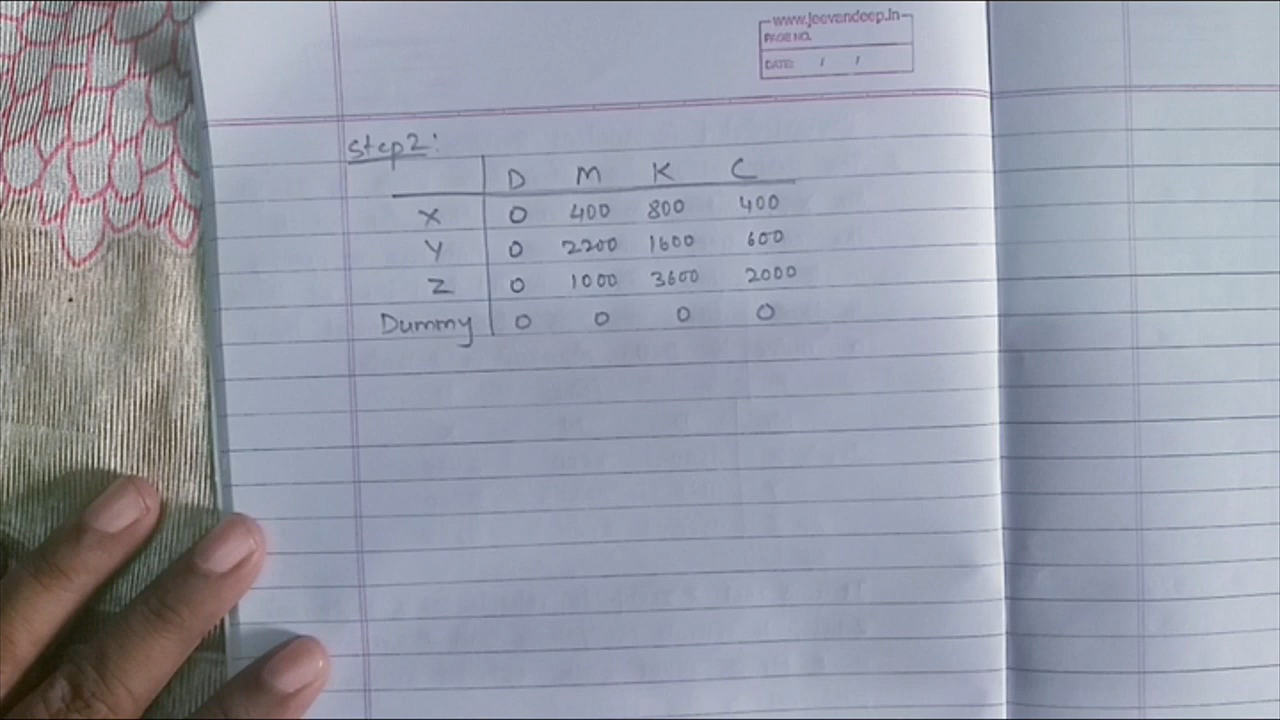 www.jeevandeep.in
PAGE NO.
DATE: / /
Step2:
D M K C
X 0 400 800 400
Y 0 2200 1600 600
Z 0 1000 3600 2000
Dummy 0 0 0 0